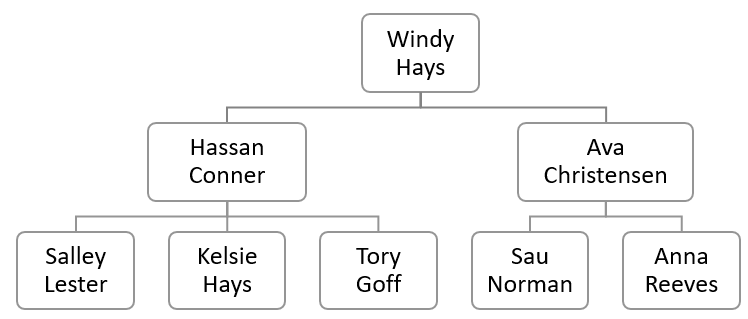 Windy
Hays
Hassan
Conner
Ava
Christensen
Salley
Lester
Kelsie
Hays
Tory
Goff
Sau
Norman
Anna
Reeves